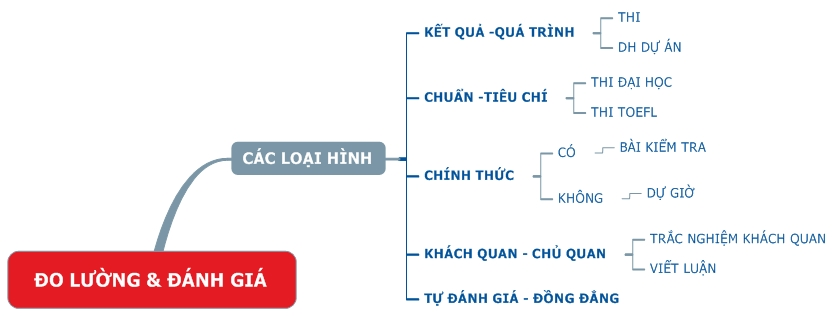 KẾT QUẢ -QUÁ TRÌNH
THI
DH DỰ ÁN
CHUẨN -TIÊU CHÍ
THI ĐẠI HỌC
THI TOEFL
CÁC LOẠI HÌNH
CHÍNH THỨC
CÓ
BÀI KIỂM TRA
KHÔNG
DỰ GIỜ
KHÁCH QUAN - CHỦ QUAN
TRẮC NGHIỆM KHÁCH QUAN
VIẾT LUẬN
TỰ ĐÁNH GIÁ - ĐỒNG ĐẲNG
ĐO LƯỜNG & ĐÁNH GIÁ